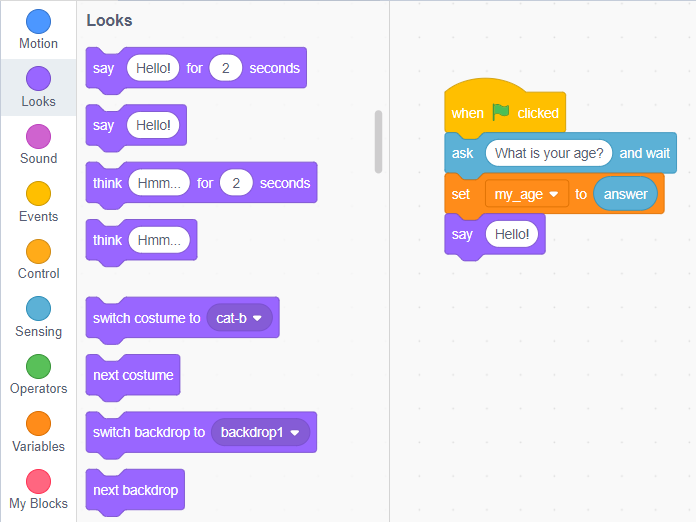 Motion
Looks
Sound
Events
Control
Sensing
Operators
Variables
My Blocks
Looks
say Hello! for 2 seconds
say Hello!
think Hmm... for 2 seconds
think Hmm...
switch costume to cat-b
next costume
switch backdrop to backdrop1
next backdrop
when clicked
ask What is your age? and wait
set my_age to answer
say Hello!